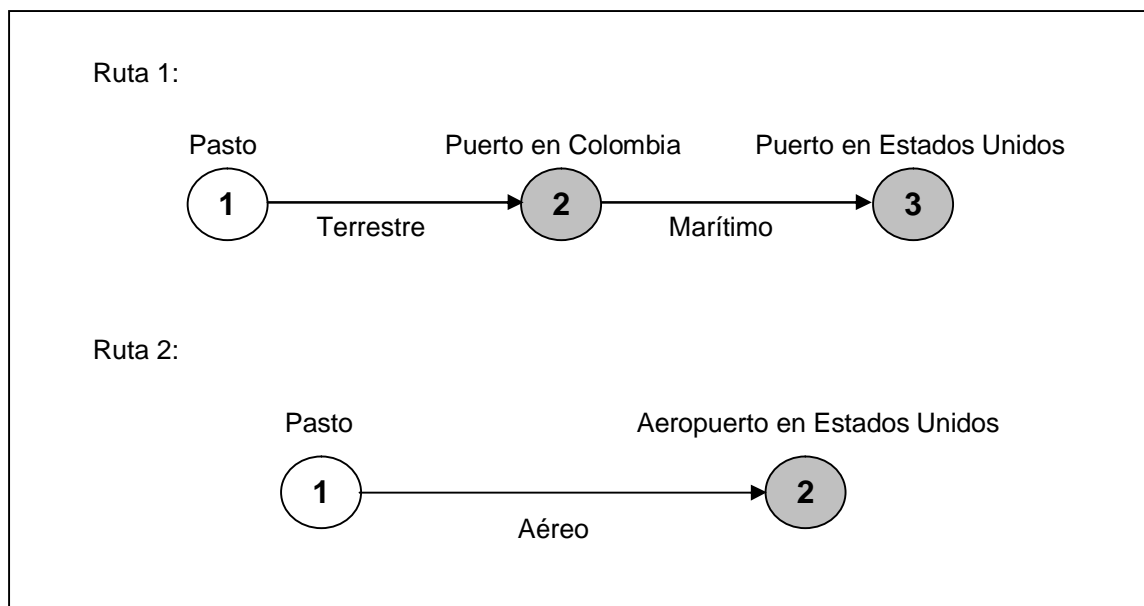 Ruta 1:
Pasto Puerto en Colombia Puerto en Estados Unidos
1 2 3
Terrestre Marítimo
Ruta 2:
Pasto Aeropuerto en Estados Unidos
1 2
Aéreo